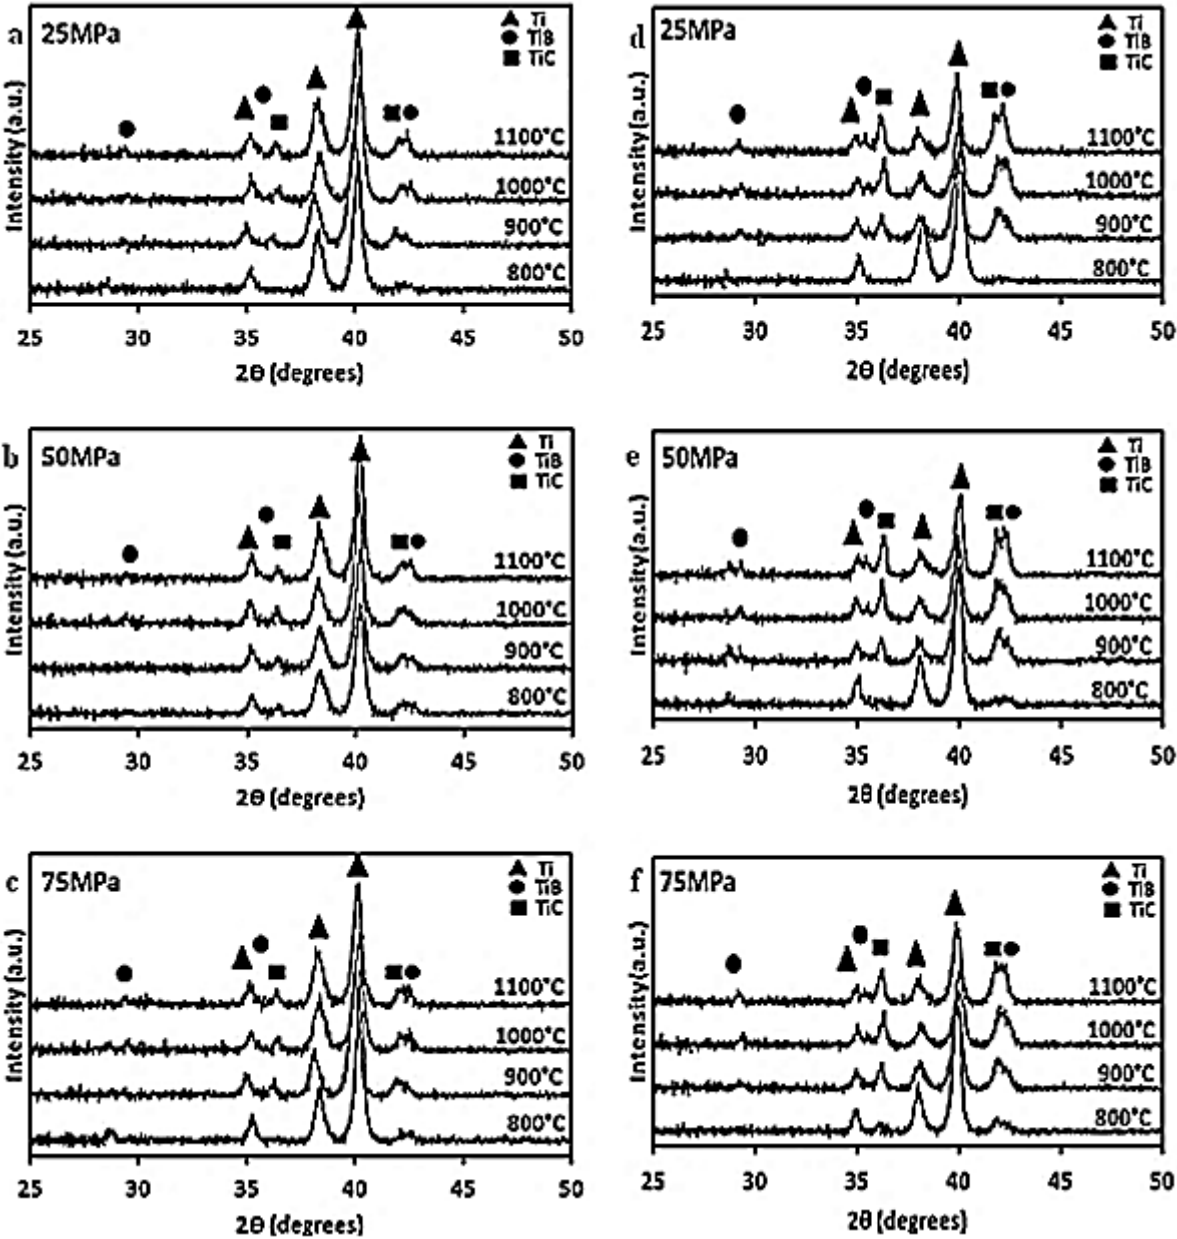 a 25MPa
Ti
TiB
TiC
1100°C
1000°C
900°C
800°C
Intensity (a.u.)
25 30 35 40 45 50
2θ (degrees)
d 25MPa
Ti
TiB
TiC
1100°C
1000°C
900°C
800°C
Intensity (a.u.)
25 30 35 40 45 50
2θ (degrees)
b 50MPa
Ti
TiB
TiC
1100°C
1000°C
900°C
800°C
Intensity (a.u.)
25 30 35 40 45 50
2θ (degrees)
e 50MPa
Ti
TiB
TiC
1100°C
1000°C
900°C
800°C
Intensity (a.u.)
25 30 35 40 45 50
2θ (degrees)
c 75MPa
Ti
TiB
TiC
1100°C
1000°C
900°C
800°C
Intensity (a.u.)
25 30 35 40 45 50
2θ (degrees)
f 75MPa
Ti
TiB
TiC
1100°C
1000°C
900°C
800°C
Intensity (a.u.)
25 30 35 40 45 50
2θ (degrees)